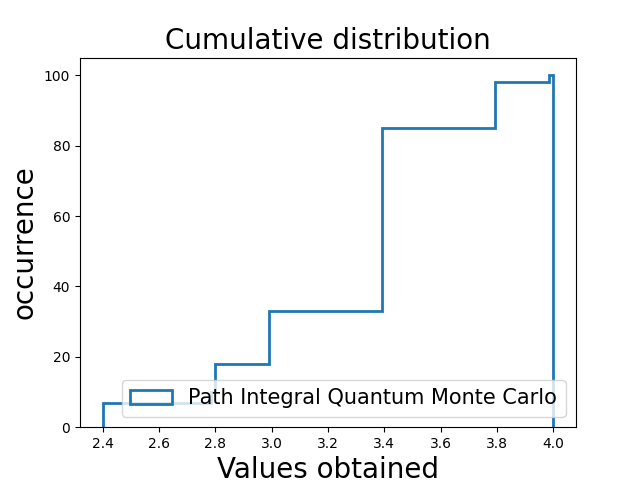 Cumulative distribution
occurrence
100
80
60
40
20
0
Path Integral Quantum Monte Carlo
2.4 2.6 2.8 3.0 3.2 3.4 3.6 3.8 4.0
Values obtained